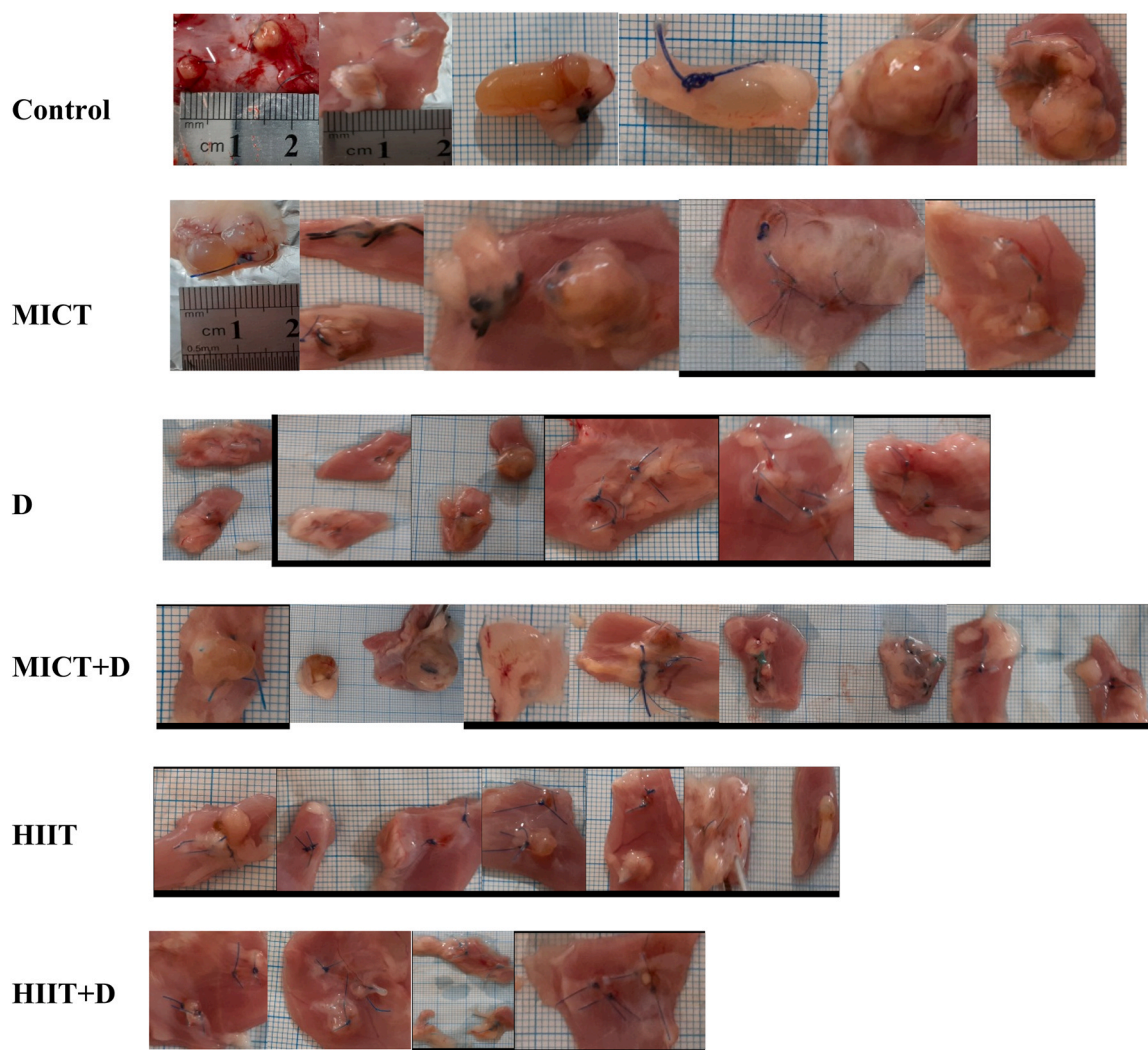 Control
mm
cm 1 2
mm
cm 1 2
MICT
mm
cm 1 2
0.5mm
D
MICT+D
HIIT
HIIT+D